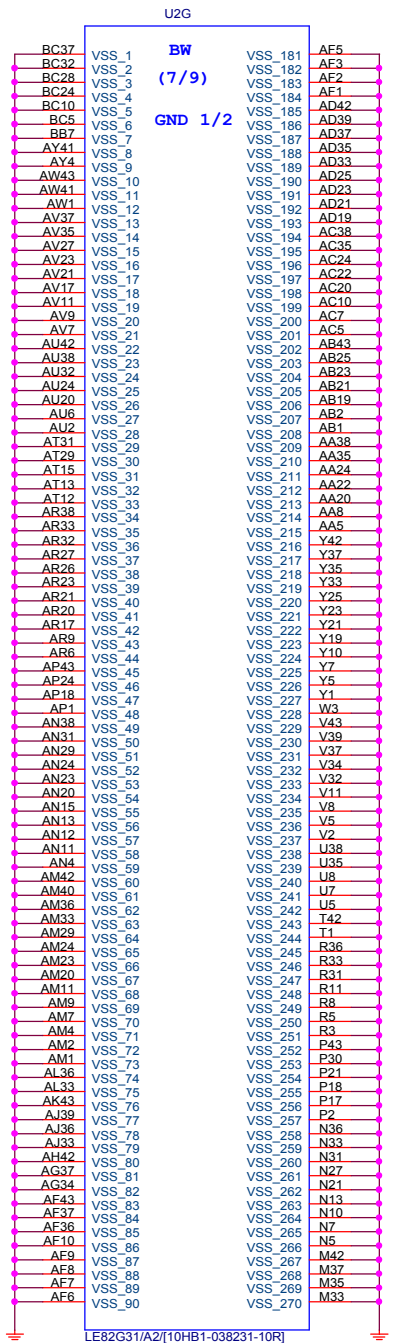 U2G
BW
(7/9)
GND 1/2
BC37 VSS_1 VSS_181 AF5
BC32 VSS_2 VSS_182 AF3
BC28 VSS_3 VSS_183 AF2
BC24 VSS_4 VSS_184 AF1
BC10 VSS_5 VSS_185 AD42
BC5 VSS_6 VSS_186 AD39
BB7 VSS_7 VSS_187 AD37
AY41 VSS_8 VSS_188 AD35
AY4 VSS_9 VSS_189 AD33
AW43 VSS_10 VSS_190 AD25
AW41 VSS_11 VSS_191 AD23
AW1 VSS_12 VSS_192 AD21
AV37 VSS_13 VSS_193 AD19
AV35 VSS_14 VSS_194 AC38
AV27 VSS_15 VSS_195 AC35
AV23 VSS_16 VSS_196 AC24
AV21 VSS_17 VSS_197 AC22
AV17 VSS_18 VSS_198 AC20
AV11 VSS_19 VSS_199 AC10
AV9 VSS_20 VSS_200 AC7
AV7 VSS_21 VSS_201 AC5
AU42 VSS_22 VSS_202 AB43
AU38 VSS_23 VSS_203 AB25
AU32 VSS_24 VSS_204 AB23
AU24 VSS_25 VSS_205 AB21
AU20 VSS_26 VSS_206 AB19
AU6 VSS_27 VSS_207 AB2
AU2 VSS_28 VSS_208 AB1
AT31 VSS_29 VSS_209 AA38
AT29 VSS_30 VSS_210 AA35
AT15 VSS_31 VSS_211 AA24
AT13 VSS_32 VSS_212 AA22
AT12 VSS_33 VSS_213 AA20
AR38 VSS_34 VSS_214 AA8
AR33 VSS_35 VSS_215 AA5
AR32 VSS_36 VSS_216 Y42
AR27 VSS_37 VSS_217 Y37
AR26 VSS_38 VSS_218 Y35
AR23 VSS_39 VSS_219 Y33
AR21 VSS_40 VSS_220 Y25
AR20 VSS_41 VSS_221 Y23
AR17 VSS_42 VSS_222 Y21
AR9 VSS_43 VSS_223 Y19
AR6 VSS_44 VSS_224 Y10
AP43 VSS_45 VSS_225 Y7
AP24 VSS_46 VSS_226 Y5
AP18 VSS_47 VSS_227 Y1
AP1 VSS_48 VSS_228 W3
AN38 VSS_49 VSS_229 V43
AN31 VSS_50 VSS_230 V39
AN29 VSS_51 VSS_231 V37
AN24 VSS_52 VSS_232 V34
AN23 VSS_53 VSS_233 V32
AN20 VSS_54 VSS_234 V11
AN15 VSS_55 VSS_235 V8
AN13 VSS_56 VSS_236 V5
AN12 VSS_57 VSS_237 V2
AN11 VSS_58 VSS_238 U38
AN4 VSS_59 VSS_239 U35
AM42 VSS_60 VSS_240 U8
AM40 VSS_61 VSS_241 U7
AM36 VSS_62 VSS_242 U5
AM33 VSS_63 VSS_243 T42
AM29 VSS_64 VSS_244 T1
AM24 VSS_65 VSS_245 R36
AM23 VSS_66 VSS_246 R33
AM20 VSS_67 VSS_247 R31
AM11 VSS_68 VSS_248 R11
AM9 VSS_69 VSS_249 R8
AM7 VSS_70 VSS_250 R5
AM4 VSS_71 VSS_251 R3
AM2 VSS_72 VSS_252 P43
AM1 VSS_73 VSS_253 P30
AL36 VSS_74 VSS_254 P21
AL33 VSS_75 VSS_255 P18
AK43 VSS_76 VSS_256 P17
AJ39 VSS_77 VSS_257 P2
AJ36 VSS_78 VSS_258 N36
AJ33 VSS_79 VSS_259 N33
AH42 VSS_80 VSS_260 N31
AG37 VSS_81 VSS_261 N27
AG34 VSS_82 VSS_262 N21
AF43 VSS_83 VSS_263 N13
AF37 VSS_84 VSS_264 N10
AF36 VSS_85 VSS_265 N7
AF10 VSS_86 VSS_266 N5
AF9 VSS_87 VSS_267 M42
AF8 VSS_88 VSS_268 M37
AF7 VSS_89 VSS_269 M35
AF6 VSS_90 VSS_270 M33
LE82G31/A2/[10HB1-038231-10R]